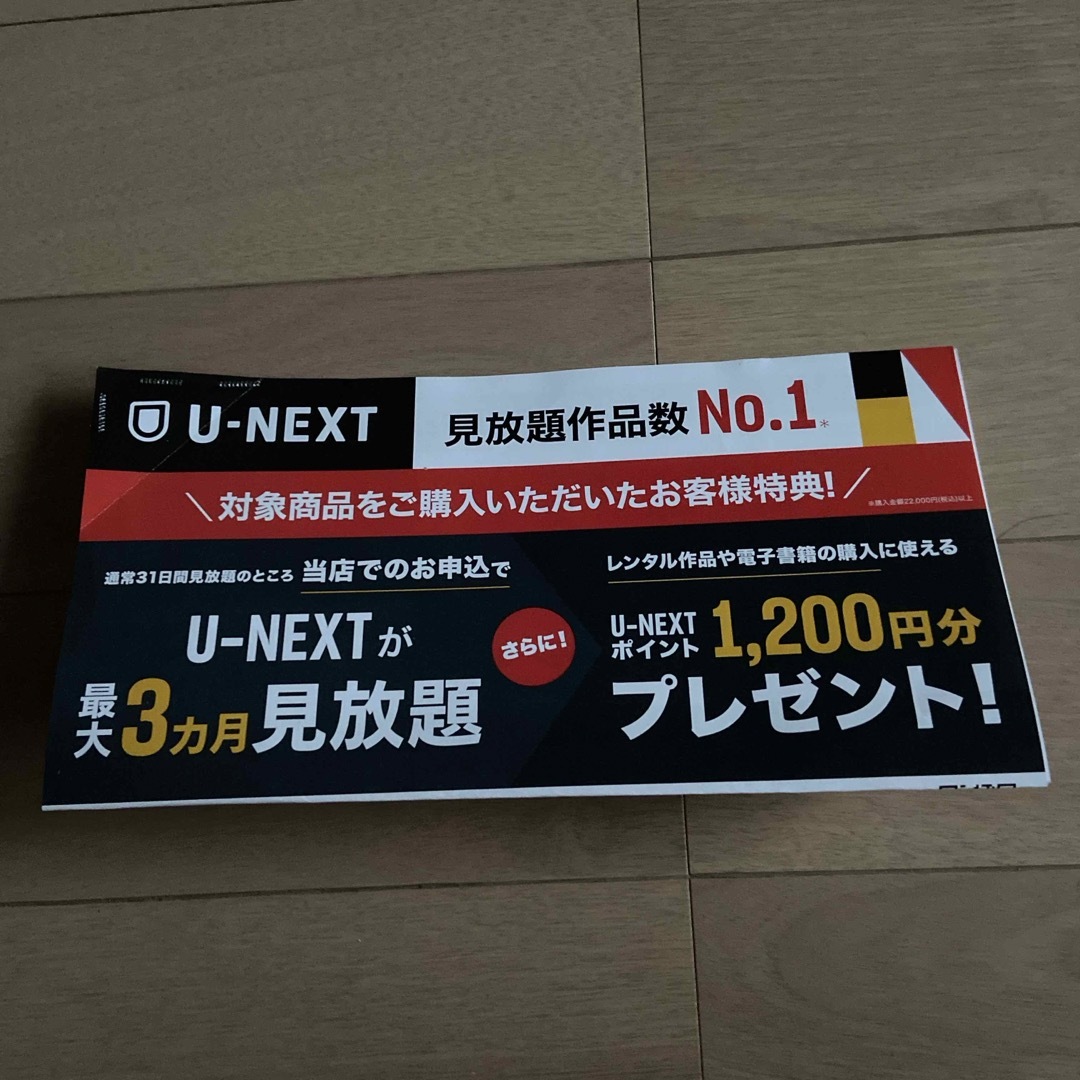 U-NEXT
見放題作品数 No.1*
\ 対象商品をご購入いただいたお客様特典! /
※購入金額22,000円(税込)以上
通常31日間見放題のところ 当店でのお申込で
U-NEXTが
最大3カ月見放題
さらに!
レンタル作品や電子書籍の購入に使える
U-NEXTポイント 1,200円分
プレゼント!